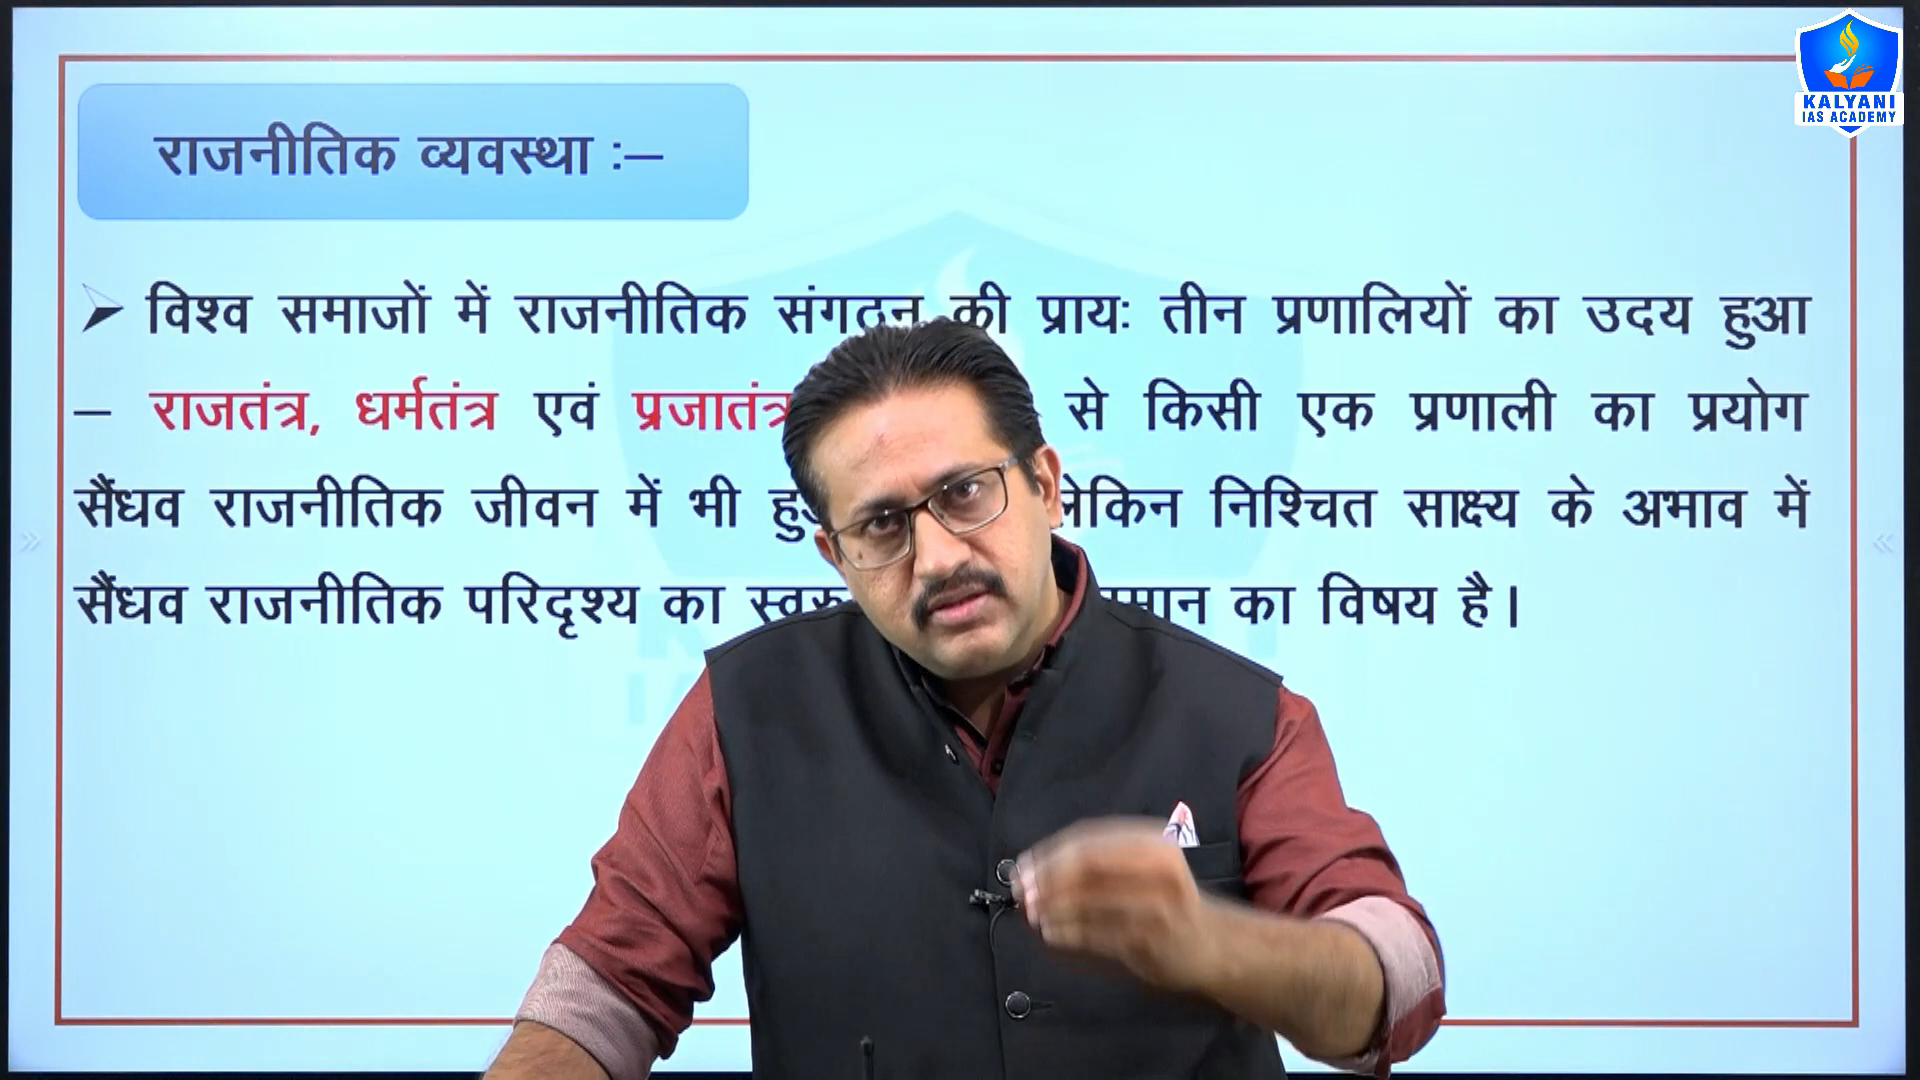 KALYANI
IAS ACADEMY
राजनीतिक व्यवस्था :–
विश्व समाजों में राजनीतिक संगठन की प्रायः तीन प्रणालियों का उदय हुआ
– राजतंत्र, धर्मतंत्र एवं प्रजातंत्र से किसी एक प्रणाली का प्रयोग
सैंधव राजनीतिक जीवन में भी लेकिन निश्चित साक्ष्य के अभाव में
सैंधव राजनीतिक परिदृश्य का का विषय है।